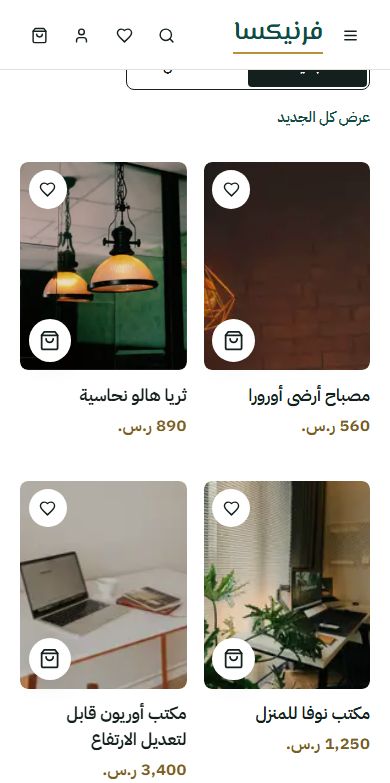 فرنيكسا
عرض كل الجديد
مصباح أرضي أورورا
560 ر.س.
ثريا هالو نحاسية
890 ر.س.
مكتب نوفا للمنزل
1,250 ر.س.
مكتب أوريون قابل
لتعديل الارتفاع
3,400 ر.س.